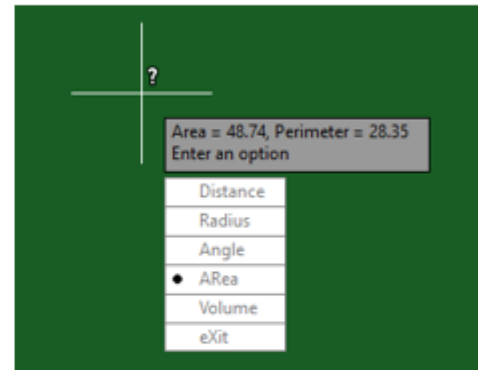 ?
Area = 48.74, Perimeter = 28.35
Enter an option
Distance
Radius
Angle
ARea
Volume
eXit